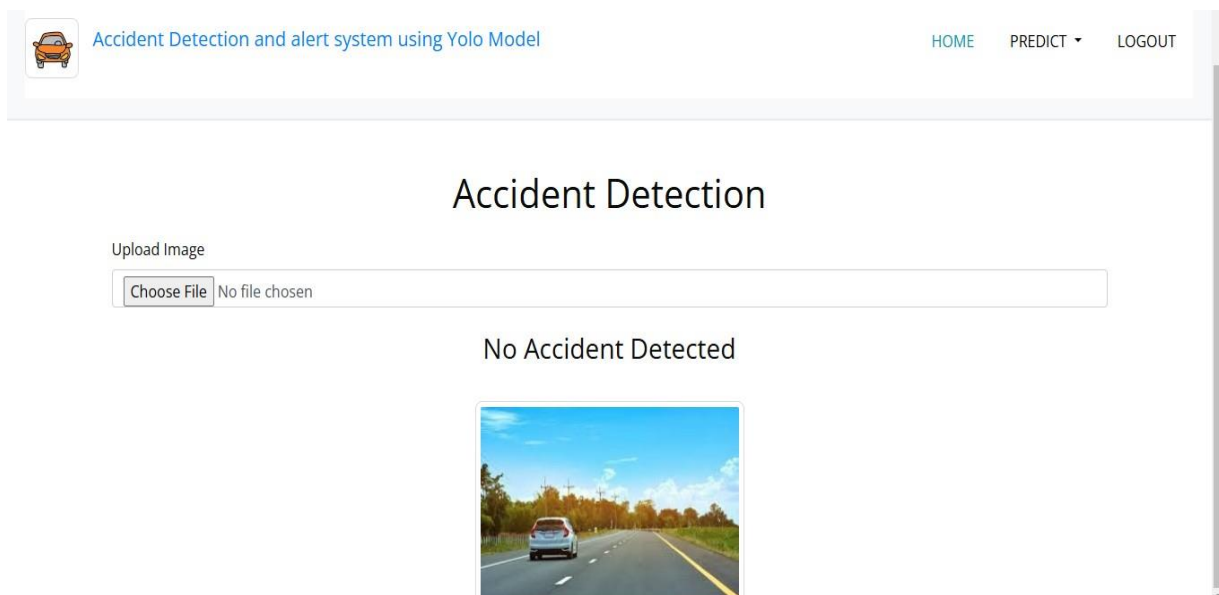 Accident Detection and alert system using Yolo Model
HOME PREDICT LOGOUT
Accident Detection
Upload Image
Choose File No file chosen
No Accident Detected